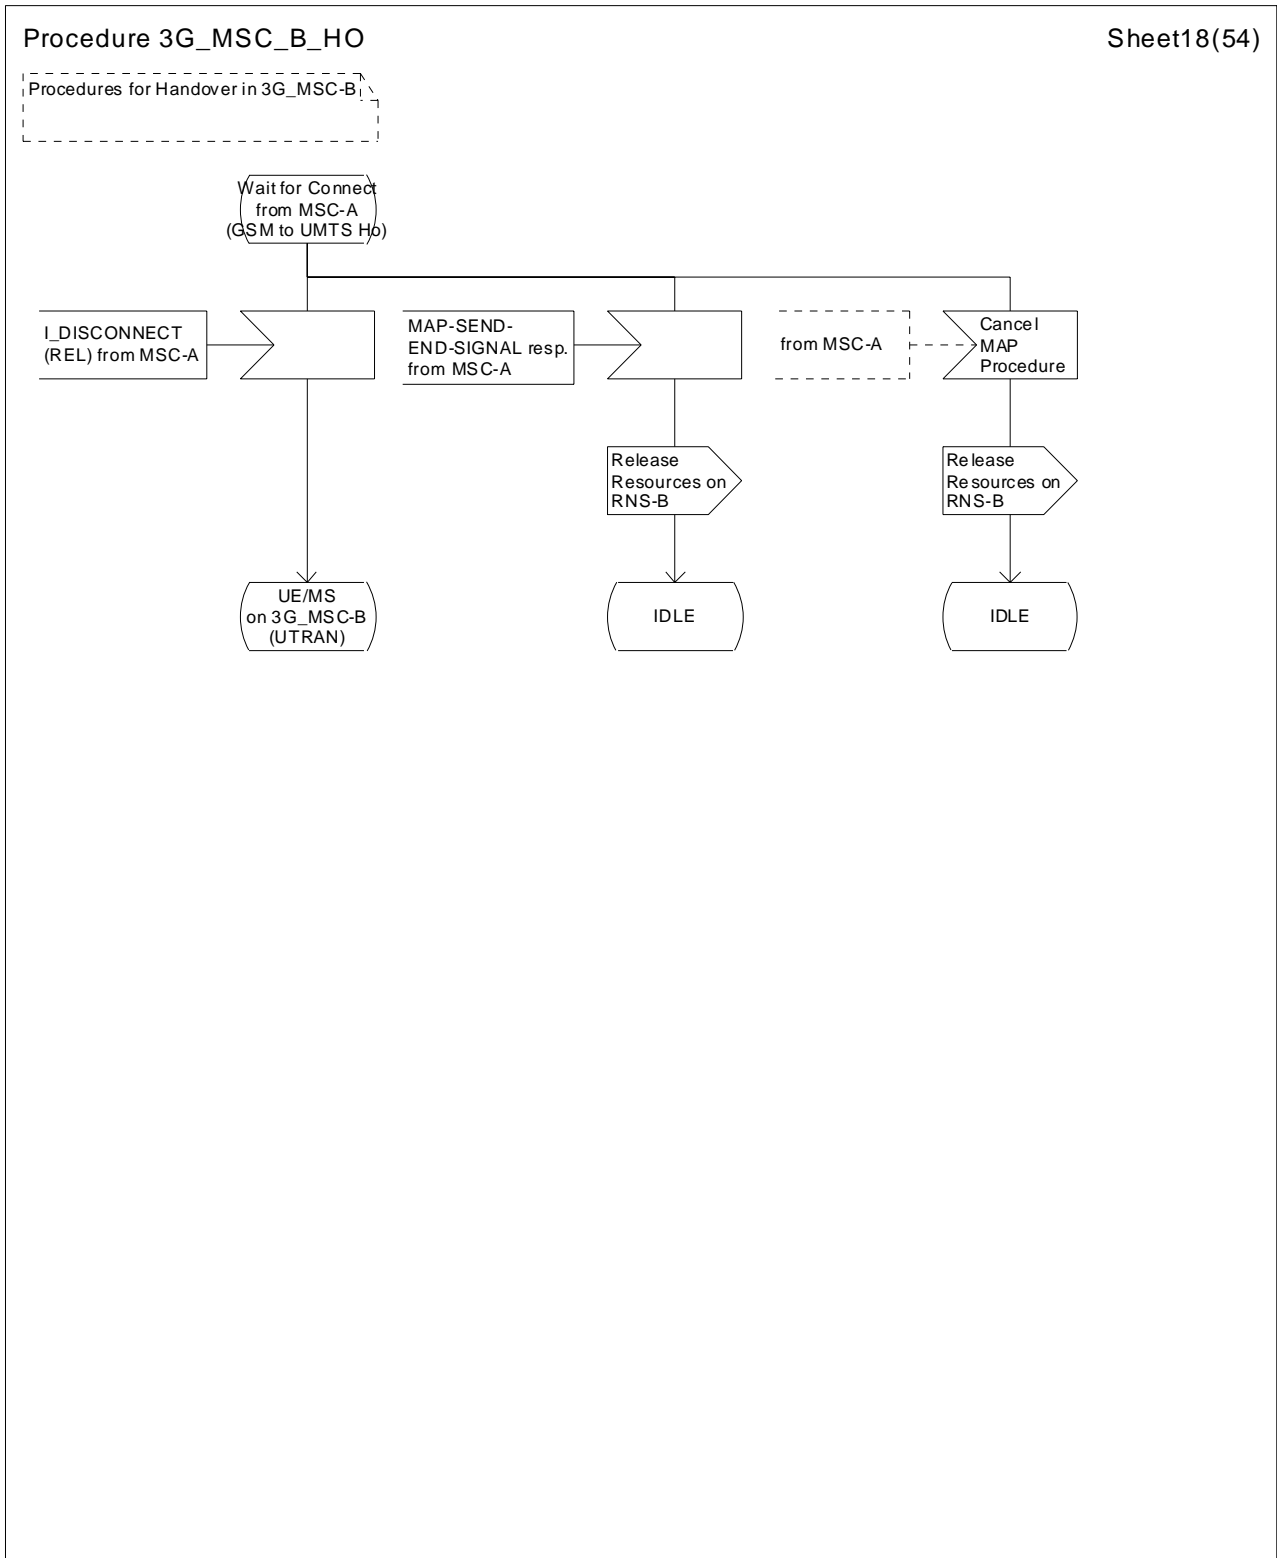 Procedure 3G_MSC_B_HO
Sheet18(54)
Procedures for Handover in 3G_MSC-B
Wait for Connect
from MSC-A
(GSM to UMTS Ho)
I_DISCONNECT
(REL) from MSC-A
MAP-SEND-
END-SIGNAL resp.
from MSC-A
from MSC-A
Cancel
MAP
Procedure
Release
Resources on
RNS-B
Release
Resources on
RNS-B
UE/MS
on 3G_MSC-B
(UTRAN)
IDLE
IDLE